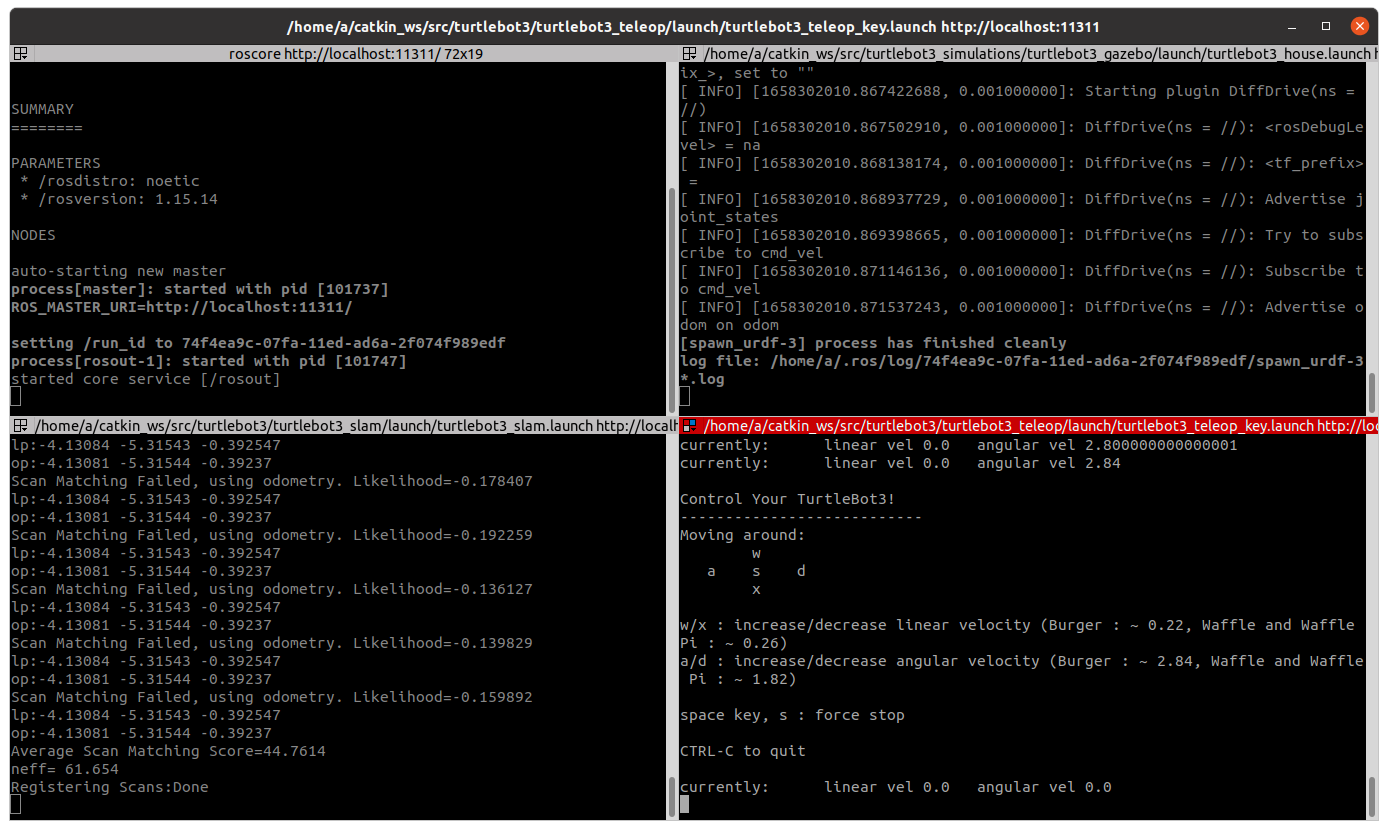 /home/a/catkin_ws/src/turtlebot3/turtlebot3_teleop/launch/turtlebot3_teleop_key.launch http://localhost:11311
roscore http://localhost:11311/ 72x19
SUMMARY
========
PARAMETERS
* /rosdistro: noetic
* /rosversion: 1.15.14
NODES
auto-starting new master
process[master]: started with pid [101737]
ROS_MASTER_URI=http://localhost:11311/
setting /run_id to 74f4ea9c-07fa-11ed-ad6a-2f074f989edf
process[rosout-1]: started with pid [101747]
started core service [/rosout]
/home/a/catkin_ws/src/turtlebot3_simulations/turtlebot3_gazebo/launch/turtlebot3_house.launch h
ix_>, set to ""
[ INFO] [1658302010.867422688, 0.001000000]: Starting plugin DiffDrive(ns =
//)
[ INFO] [1658302010.867502910, 0.001000000]: DiffDrive(ns = //): <rosDebugLe
vel> = na
[ INFO] [1658302010.868138174, 0.001000000]: DiffDrive(ns = //): <tf_prefix>
=
[ INFO] [1658302010.868937729, 0.001000000]: DiffDrive(ns = //): Advertise j
oint_states
[ INFO] [1658302010.869398665, 0.001000000]: DiffDrive(ns = //): Try to subs
cribe to cmd_vel
[ INFO] [1658302010.871146136, 0.001000000]: DiffDrive(ns = //): Subscribe t
o cmd_vel
[ INFO] [1658302010.871537243, 0.001000000]: DiffDrive(ns = //): Advertise o
dom on odom
[spawn_urdf-3] process has finished cleanly
log file: /home/a/.ros/log/74f4ea9c-07fa-11ed-ad6a-2f074f989edf/spawn_urdf-3
*.log
/home/a/catkin_ws/src/turtlebot3/turtlebot3_slam/launch/turtlebot3_slam.launch http://localh
lp:-4.13084 -5.31543 -0.392547
op:-4.13081 -5.31544 -0.39237
Scan Matching Failed, using odometry. Likelihood=-0.178407
lp:-4.13084 -5.31543 -0.392547
op:-4.13081 -5.31544 -0.39237
Scan Matching Failed, using odometry. Likelihood=-0.192259
lp:-4.13084 -5.31543 -0.392547
op:-4.13081 -5.31544 -0.39237
Scan Matching Failed, using odometry. Likelihood=-0.136127
lp:-4.13084 -5.31543 -0.392547
op:-4.13081 -5.31544 -0.39237
Scan Matching Failed, using odometry. Likelihood=-0.139829
lp:-4.13084 -5.31543 -0.392547
op:-4.13081 -5.31544 -0.39237
Scan Matching Failed, using odometry. Likelihood=-0.159892
lp:-4.13084 -5.31543 -0.392547
op:-4.13081 -5.31544 -0.39237
Average Scan Matching Score=44.7614
neff= 61.654
Registering Scans:Done
/home/a/catkin_ws/src/turtlebot3/turtlebot3_teleop/launch/turtlebot3_teleop_key.launch http://loc
currently: linear vel 0.0 angular vel 2.800000000000001
currently: linear vel 0.0 angular vel 2.84
Control Your TurtleBot3!
---------------------------
Moving around:
w
a s d
x
w/x : increase/decrease linear velocity (Burger : ~ 0.22, Waffle and Waffle
Pi : ~ 0.26)
a/d : increase/decrease angular velocity (Burger : ~ 2.84, Waffle and Waffle
Pi : ~ 1.82)
space key, s : force stop
CTRL-C to quit
currently: linear vel 0.0 angular vel 0.0